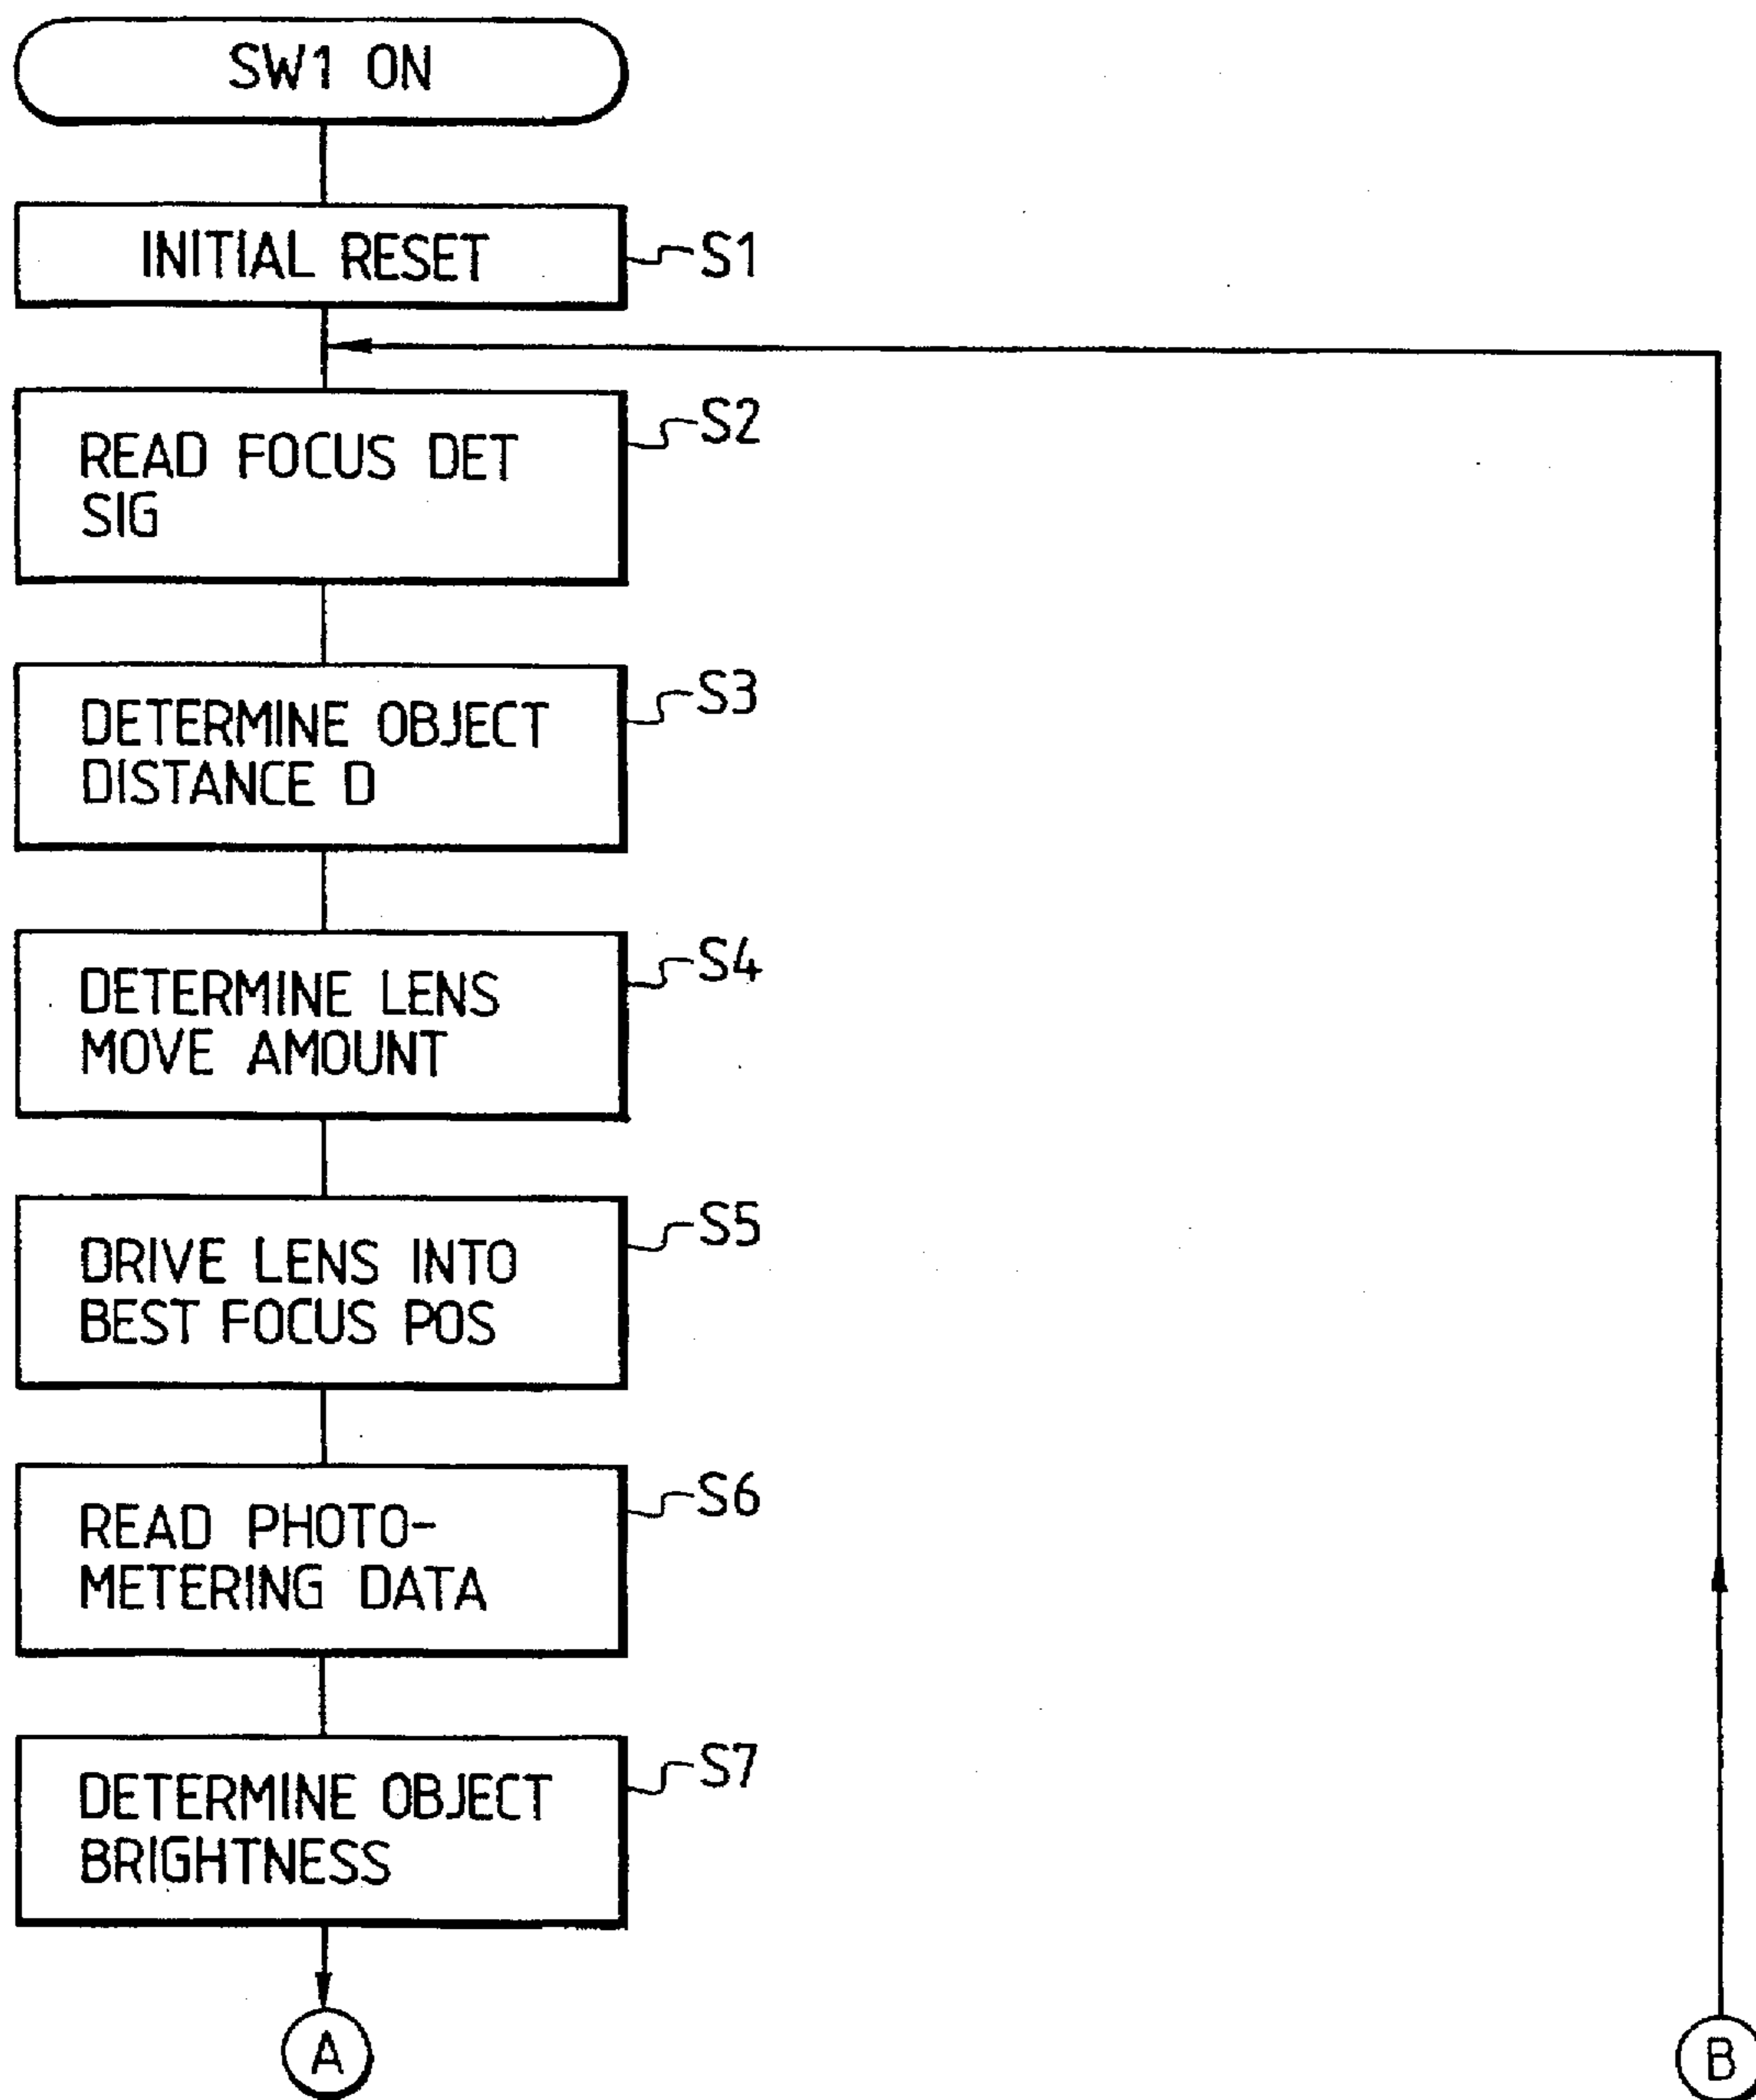 SW1 ON
INITIAL RESET
S1
READ FOCUS DET
SIG
S2
DETERMINE OBJECT
DISTANCE D
S3
DETERMINE LENS
MOVE AMOUNT
S4
DRIVE LENS INTO
BEST FOCUS POS
S5
READ PHOTO-
METERING DATA
S6
DETERMINE OBJECT
BRIGHTNESS
S7
A
B